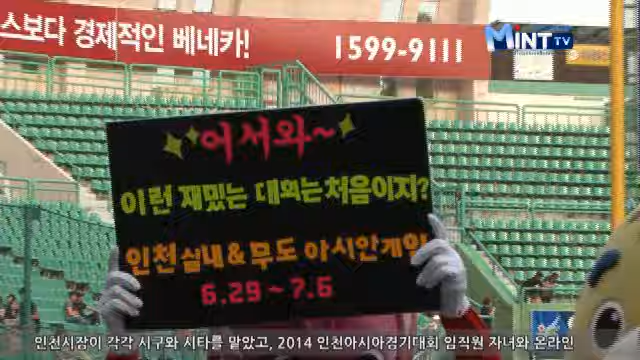 스보다 경제적인 베네카!
1599-9111
MINT TV
어서와~
이런 재밌는 대회는 처음이지?
인천실내&무도 아시안게임
6.29~7.6
인천시장이 각각 시구와 시타를 맡았고, 2014 인천아시아경기대회 임직원 자녀와 온라인